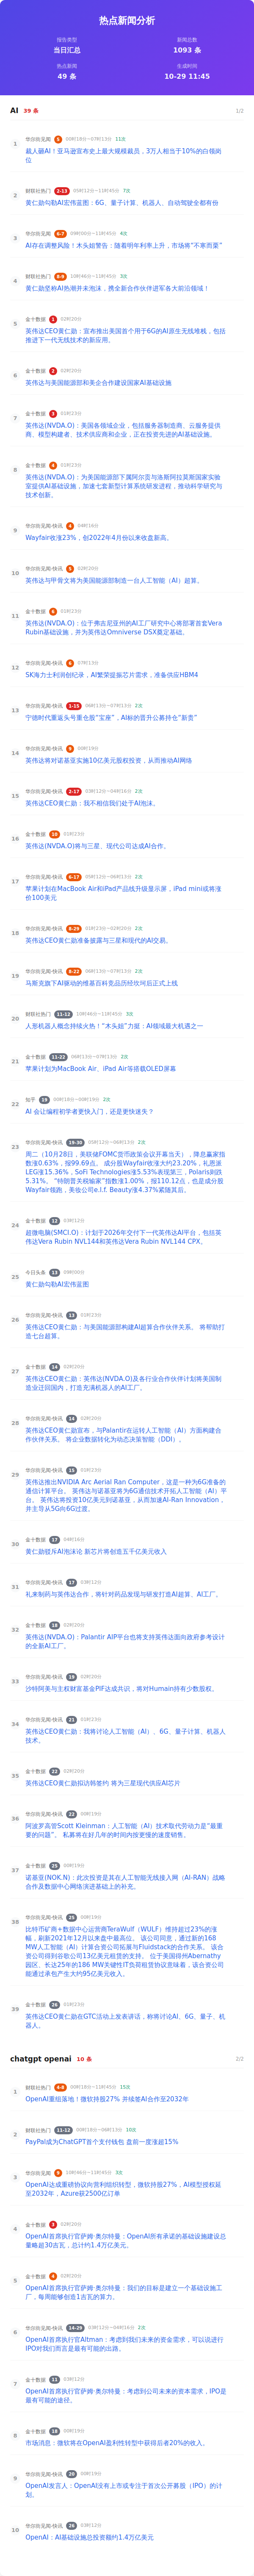 热点新闻分析
报告类型
新闻总数
当日汇总
1093 条
热点新闻
生成时间
49 条
10-29 11:45
AI 39 条
1/2
1
华尔街见闻 5 00时18分~07时13分 11次
裁人砸AI！亚马逊宣布史上最大规模裁员，3万人相当于10%的白领岗
位
2
财联社热门 2-13 05时12分~11时45分 7次
黄仁勋勾勒AI宏伟蓝图：6G、量子计算、机器人、自动驾驶全都有份
3
华尔街见闻 6-7 09时00分~11时45分 4次
AI存在调整风险！木头姐警告：随着明年利率上升，市场将“不寒而栗”
4
财联社热门 8-9 10时46分~11时45分 3次
黄仁勋坚称AI热潮并未泡沫，携全新合作伙伴进军各大前沿领域！
5
金十数据 1 02时20分
英伟达CEO黄仁勋：宣布推出美国首个用于6G的AI原生无线堆栈，包括
推进下一代无线技术的新应用。
6
金十数据 2 02时20分
英伟达与美国能源部和美企合作建设国家AI基础设施
7
金十数据 3 01时23分
英伟达(NVDA.O)：美国各领域企业，包括服务器制造商、云服务提供
商、模型构建者、技术供应商和企业，正在投资先进的AI基础设施。
8
金十数据 4 01时23分
英伟达(NVDA.O)：为美国能源部下属阿尔贡与洛斯阿拉莫斯国家实验
室提供AI基础设施，加速七套新型计算系统研发进程，推动科学研究与
技术创新。
9
华尔街见闻-快讯 4 04时16分
Wayfair收涨23%，创2022年4月份以来收盘新高。
10
华尔街见闻-快讯 5 02时20分
英伟达与甲骨文将为美国能源部制造一台人工智能（AI）超算。
11
金十数据 6 01时23分
英伟达(NVDA.O)：位于弗吉尼亚州的AI工厂研究中心将部署首套Vera
Rubin基础设施，并为英伟达Omniverse DSX奠定基础。
12
华尔街见闻-快讯 6 07时13分
SK海力士利润创纪录，AI繁荣提振芯片需求，准备供应HBM4
13
华尔街见闻-快讯 1-15 06时13分~07时13分 2次
宁德时代重返头号重仓股“宝座”，AI标的晋升公募持仓“新贵”
14
华尔街见闻-快讯 9 00时19分
英伟达将对诺基亚实施10亿美元股权投资，从而推动AI网络
15
华尔街见闻-快讯 2-17 03时12分~04时16分 2次
英伟达CEO黄仁勋：我不相信我们处于AI泡沫。
16
金十数据 10 01时23分
英伟达(NVDA.O)将与三星、现代公司达成AI合作。
17
华尔街见闻-快讯 6-17 05时12分~06时13分 2次
苹果计划在MacBook Air和iPad产品线升级显示屏，iPad mini或将涨
价100美元
18
华尔街见闻-快讯 8-29 01时23分~02时20分 2次
英伟达CEO黄仁勋准备披露与三星和现代的AI交易。
19
华尔街见闻-快讯 8-22 06时13分~07时13分 2次
马斯克旗下AI驱动的维基百科竞品历经坎坷后正式上线
20
财联社热门 11-12 10时46分~11时45分 3次
人形机器人概念持续火热！“木头姐”力挺：AI领域最大机遇之一
21
金十数据 11-22 06时13分~07时13分 2次
苹果计划为MacBook Air、iPad Air等搭载OLED屏幕
22
知乎 19 00时18分~00时19分 2次
AI 会让编程初学者更快入门，还是更快迷失？
23
华尔街见闻-快讯 19-30 05时12分~06时13分 2次
周二（10月28日，美联储FOMC货币政策会议开幕当天），降息赢家指
数涨0.63%，报99.69点。 成分股Wayfair收涨大约23.20%，礼恩派
LEG涨15.36%，SoFi Technologies涨5.53%表现第三，Polaris则跌
5.31%。 “特朗普关税输家”指数涨1.00%，报110.12点，也是成分股
Wayfair领跑，美妆公司e.l.f. Beauty涨4.37%紧随其后。
24
金十数据 12 03时12分
超微电脑(SMCI.O)：计划于2026年交付下一代英伟达AI平台，包括英
伟达Vera Rubin NVL144和英伟达Vera Rubin NVL144 CPX。
25
今日头条 13 09时00分
黄仁勋勾勒AI宏伟蓝图
26
华尔街见闻-快讯 13 01时23分
英伟达CEO黄仁勋：与美国能源部构建AI超算合作伙伴关系。 将帮助打
造七台超算。
27
金十数据 14 02时20分
英伟达CEO黄仁勋：英伟达(NVDA.O)及各行业合作伙伴计划将美国制
造业迁回国内，打造充满机器人的AI工厂。
28
华尔街见闻-快讯 14 02时20分
英伟达CEO黄仁勋宣布，与Palantir在运转人工智能（AI）方面构建合
作伙伴关系。 将企业数据转化为动态决策智能（DDI）。
29
华尔街见闻-快讯 15 01时23分
英伟达推出NVIDIA Arc Aerial Ran Computer，这是一种为6G准备的
通信计算平台。 英伟达与诺基亚将为6G通信技术开拓人工智能（AI）平
台。 英伟达将投资10亿美元到诺基亚，从而加速AI-Ran Innovation，
并主导从5G向6G过渡。
30
金十数据 17 04时16分
黄仁勋驳斥AI泡沫论 新芯片将创造五千亿美元收入
31
华尔街见闻-快讯 17 03时12分
礼来制药与英伟达合作，将针对药品发现与研发打造AI超算、AI工厂。
32
金十数据 18 02时20分
英伟达(NVDA.O)：Palantir AIP平台也将支持英伟达面向政府参考设计
的全新AI工厂。
33
华尔街见闻-快讯 19 02时20分
沙特阿美与主权财富基金PIF达成共识，将对Humain持有少数股权。
34
华尔街见闻-快讯 21 01时23分
英伟达CEO黄仁勋：我将讨论人工智能（AI）、6G、量子计算、机器人
技术。
35
金十数据 22 02时20分
英伟达CEO黄仁勋拟访韩签约 将为三星现代供应AI芯片
36
华尔街见闻-快讯 22 00时19分
阿波罗高管Scott Kleinman：人工智能（AI）技术取代劳动力是“最重
要的问题”。 私募将在好几年的时间内按更慢的速度销售。
37
金十数据 25 00时19分
诺基亚(NOK.N)：此次投资是其在人工智能无线接入网（AI-RAN）战略
合作及数据中心网络演进基础上的补充。
38
华尔街见闻-快讯 25 00时19分
比特币矿商+数据中心运营商TeraWulf（WULF）维持超过23%的涨
幅，刷新2021年12月以来盘中最高位。 该公司同意，通过新的168
MW人工智能（AI）计算合资公司拓展与Fluidstack的合作关系。 该合
资公司得到谷歌公司13亿美元租赁的支持。 位于美国得州Abernathy
园区、长达25年的186 MW关键性IT负荷租赁协议意味着，该合资公司
能通过承包产生大约95亿美元收入。
39
金十数据 26 01时23分
英伟达CEO黄仁勋在GTC活动上发表讲话，称将讨论AI、6G、量子、机
器人。
chatgpt openai 10 条
2/2
1
财联社热门 4-8 00时18分~11时45分 15次
OpenAI重组落地！微软持股27% 并续签AI合作至2032年
2
财联社热门 11-12 00时18分~06时13分 10次
PayPal成为ChatGPT首个支付钱包 盘前一度涨超15%
3
华尔街见闻 9 10时46分~11时45分 3次
OpenAI达成重磅协议向营利组织转型，微软持股27%，AI模型授权延
至2032年，Azure获2500亿订单
4
金十数据 3 02时20分
OpenAI首席执行官萨姆·奥尔特曼：OpenAI所有承诺的基础设施建设总
量略超30吉瓦，总计约1.4万亿美元。
5
金十数据 4 02时20分
OpenAI首席执行官萨姆·奥尔特曼：我们的目标是建立一个基础设施工
厂，每周能够创造1吉瓦的算力。
6
华尔街见闻-快讯 14-29 03时12分~04时16分 2次
OpenAI首席执行官Altman：考虑到我们未来的资金需求，可以说进行
IPO对我们而言是最有可能的出路。
7
金十数据 11 03时12分
OpenAI首席执行官萨姆·奥尔特曼：考虑到公司未来的资本需求，IPO是
最有可能的途径。
8
金十数据 18 00时19分
市场消息：微软将在OpenAI盈利性转型中获得后者20%的收入。
9
华尔街见闻-快讯 20 00时19分
OpenAI发言人：OpenAI没有上市或专注于首次公开募股（IPO）的计
划。
10
华尔街见闻-快讯 26 03时12分
OpenAI：AI基础设施总投资额约1.4万亿美元